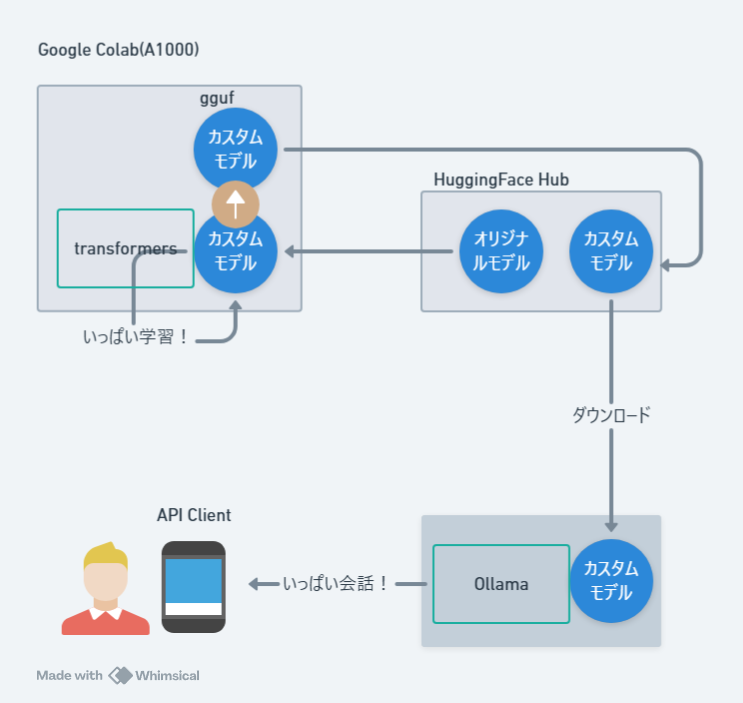 Google Colab(A1000)
gguf
カスタム
モデル
HuggingFace Hub
transformers
カスタム
モデル
オリジナ
ルモデル
カスタム
モデル
いっぱい学習！
ダウンロード
API Client
いっぱい会話！
Ollama
カスタム
モデル
Made with Whimsical